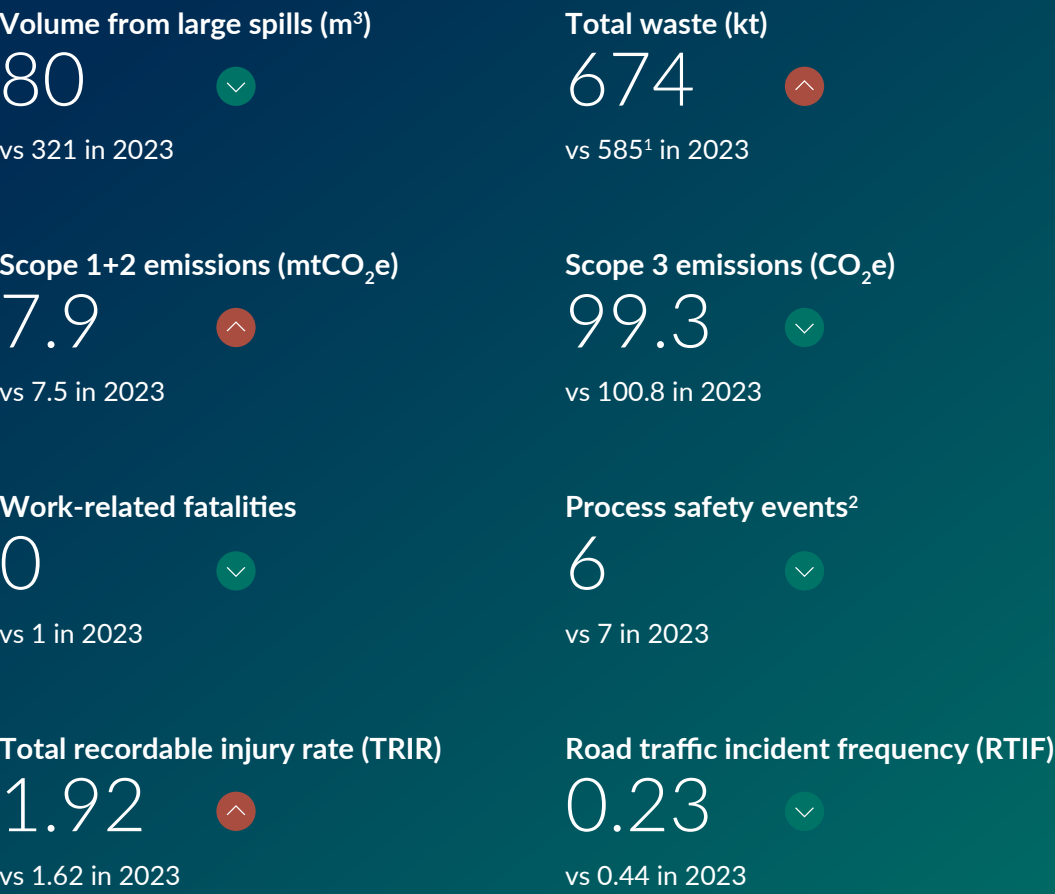 Volume from large spills (m³)
80
vs 321 in 2023
Total waste (kt)
674
vs 585¹ in 2023
Scope 1+2 emissions (mtCO₂e)
7.9
vs 7.5 in 2023
Scope 3 emissions (CO₂e)
99.3
vs 100.8 in 2023
Work-related fatalities
0
vs 1 in 2023
Process safety events²
6
vs 7 in 2023
Total recordable injury rate (TRIR)
1.92
vs 1.62 in 2023
Road traffic incident frequency (RTIF)
0.23
vs 0.44 in 2023